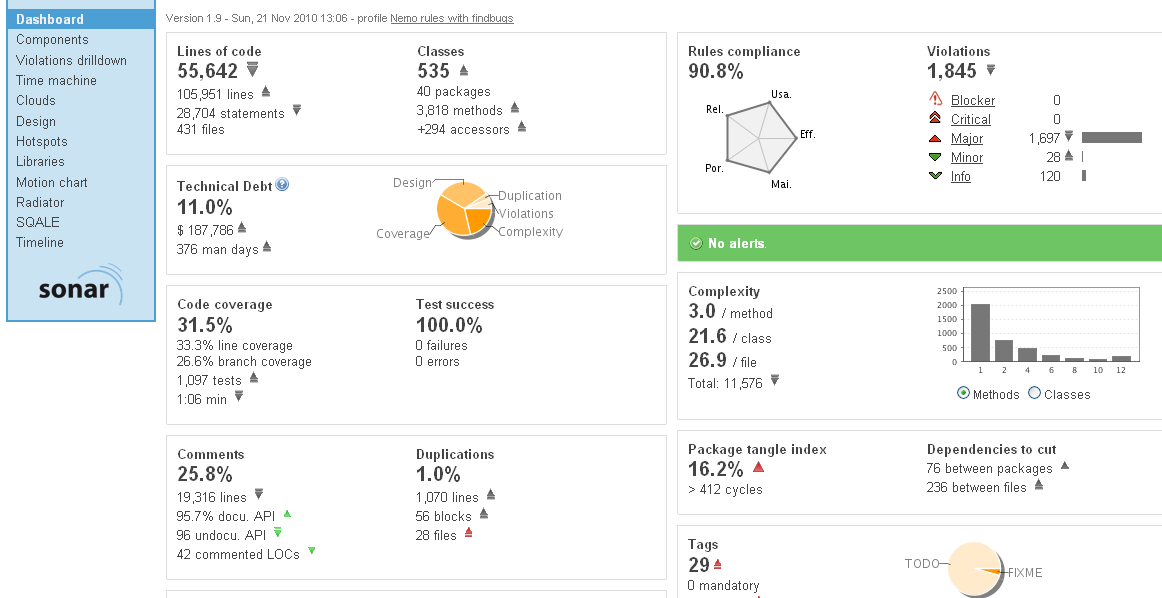 Dashboard
Components
Violations drilldown
Time machine
Clouds
Design
Hotspots
Libraries
Motion chart
Radiator
SQALE
Timeline
sonar
Version 1.9 - Sun, 21 Nov 2010 13:06 - profile Nemo rules with findbugs
Lines of code
55,642
105,951 lines
28,704 statements
431 files
Classes
535
40 packages
3,818 methods
+294 accessors
Technical Debt ?
11.0%
$ 187,786
376 man days
Design
Coverage
Duplication
Violations
Complexity
Code coverage
31.5%
33.3% line coverage
26.6% branch coverage
1,097 tests
1:06 min
Test success
100.0%
0 failures
0 errors
Comments
25.8%
19,316 lines
95.7% docu. API
96 undocu. API
42 commented LOCs
Duplications
1.0%
1,070 lines
56 blocks
28 files
Rules compliance
90.8%
Usa.
Rel.
Eff.
Por.
Mai.
Violations
1,845
Blocker 0
Critical 0
Major 1,697
Minor 28
Info 120
No alerts.
Complexity
3.0 / method
21.6 / class
26.9 / file
Total: 11,576
2500
2000
1500
1000
500
0
1 2 4 6 8 10 12
Methods Classes
Package tangle index
16.2%
> 412 cycles
Dependencies to cut
76 between packages
236 between files
Tags
29
0 mandatory
TODO
FIXME